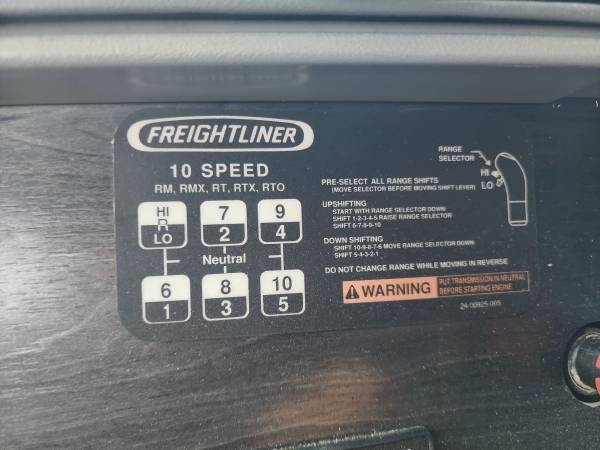 FREIGHTLINER
10 SPEED
RM, RMX, RT, RTX, RTO
HI
R
LO
7
2
9
4
Neutral
6
1
8
3
10
5
RANGE
SELECTOR
HI
LO
PRE-SELECT ALL RANGE SHIFTS
(MOVE SELECTOR BEFORE MOVING SHIFT LEVER)
UPSHIFTING
START WITH RANGE SELECTOR DOWN
SHIFT 1-2-3-4-5 RAISE RANGE SELECTOR
SHIFT 6-7-8-9-10
DOWN SHIFTING
SHIFT 10-9-8-7-6 MOVE RANGE SELECTOR DOWN
SHIFT 5-4-3-2-1
DO NOT CHANGE RANGE WHILE MOVING IN REVERSE
WARNING
PUT TRANSMISSION IN NEUTRAL
BEFORE STARTING ENGINE
24-00925-005